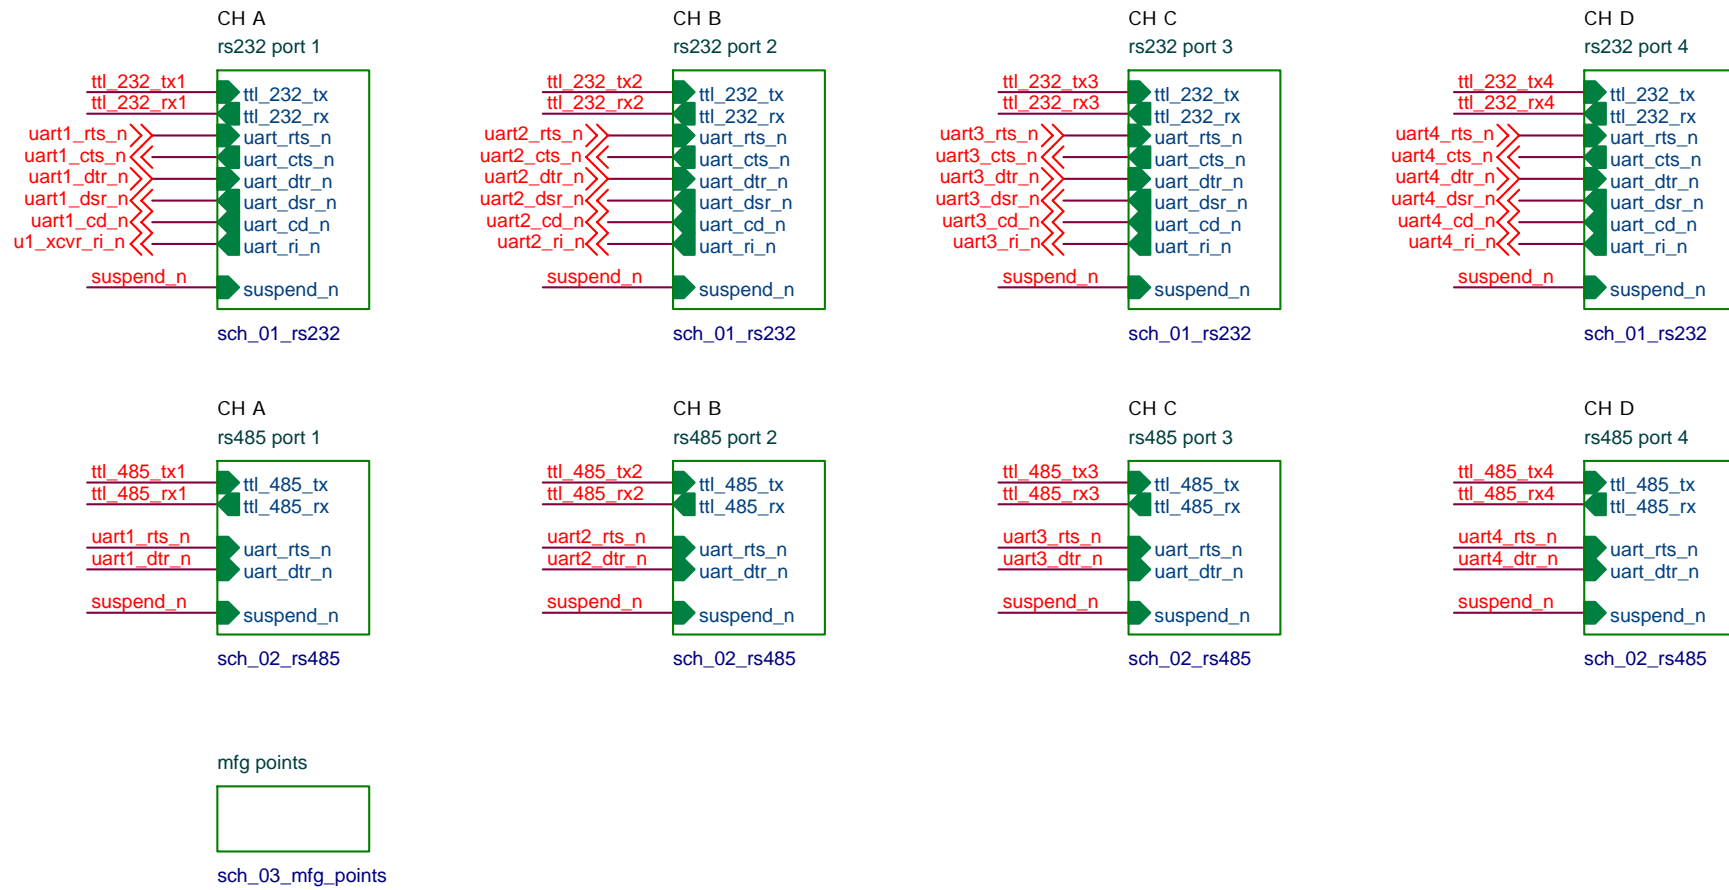 CH A
rs232 port 1
ttl_232_tx1
ttl_232_rx1
uart1_rts_n
uart1_cts_n
uart1_dtr_n
uart1_dsr_n
uart1_cd_n
u1_xcvr_ri_n
suspend_n
ttl_232_tx
ttl_232_rx
uart_rts_n
uart_cts_n
uart_dtr_n
uart_dsr_n
uart_cd_n
uart_ri_n
suspend_n
sch_01_rs232
CH B
rs232 port 2
ttl_232_tx2
ttl_232_rx2
uart2_rts_n
uart2_cts_n
uart2_dtr_n
uart2_dsr_n
uart2_cd_n
uart2_ri_n
suspend_n
ttl_232_tx
ttl_232_rx
uart_rts_n
uart_cts_n
uart_dtr_n
uart_dsr_n
uart_cd_n
uart_ri_n
suspend_n
sch_01_rs232
CH C
rs232 port 3
ttl_232_tx3
ttl_232_rx3
uart3_rts_n
uart3_cts_n
uart3_dtr_n
uart3_dsr_n
uart3_cd_n
uart3_ri_n
suspend_n
ttl_232_tx
ttl_232_rx
uart_rts_n
uart_cts_n
uart_dtr_n
uart_dsr_n
uart_cd_n
uart_ri_n
suspend_n
sch_01_rs232
CH D
rs232 port 4
ttl_232_tx4
ttl_232_rx4
uart4_rts_n
uart4_cts_n
uart4_dtr_n
uart4_dsr_n
uart4_cd_n
uart4_ri_n
suspend_n
ttl_232_tx
ttl_232_rx
uart_rts_n
uart_cts_n
uart_dtr_n
uart_dsr_n
uart_cd_n
uart_ri_n
suspend_n
sch_01_rs232
CH A
rs485 port 1
ttl_485_tx1
ttl_485_rx1
uart1_rts_n
uart1_dtr_n
suspend_n
ttl_485_tx
ttl_485_rx
uart_rts_n
uart_dtr_n
suspend_n
sch_02_rs485
CH B
rs485 port 2
ttl_485_tx2
ttl_485_rx2
uart2_rts_n
uart2_dtr_n
suspend_n
ttl_485_tx
ttl_485_rx
uart_rts_n
uart_dtr_n
suspend_n
sch_02_rs485
CH C
rs485 port 3
ttl_485_tx3
ttl_485_rx3
uart3_rts_n
uart3_dtr_n
suspend_n
ttl_485_tx
ttl_485_rx
uart_rts_n
uart_dtr_n
suspend_n
sch_02_rs485
CH D
rs485 port 4
ttl_485_tx4
ttl_485_rx4
uart4_rts_n
uart4_dtr_n
suspend_n
ttl_485_tx
ttl_485_rx
uart_rts_n
uart_dtr_n
suspend_n
sch_02_rs485
mfg points
sch_03_mfg_points